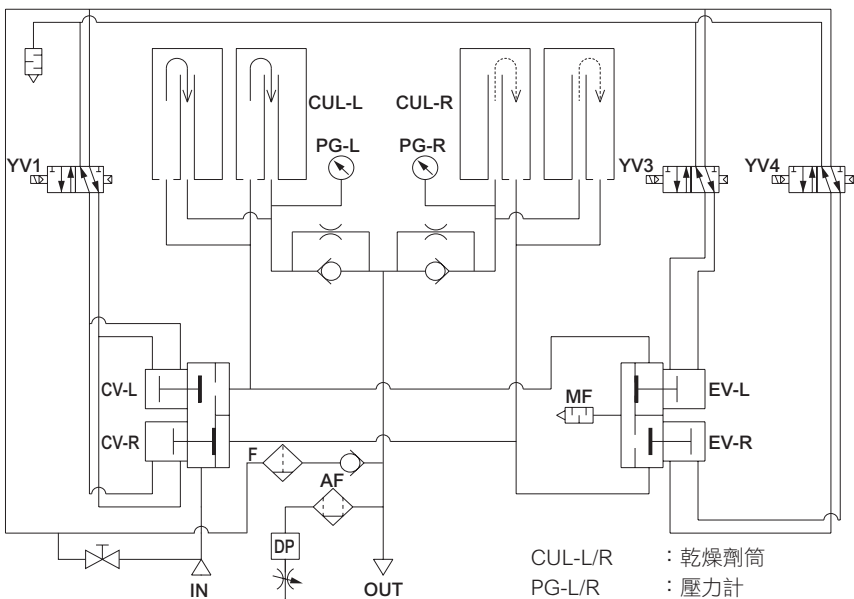 CUL-L
CUL-R
PG-L
PG-R
YV1
YV3
YV4
CV-L
MF
EV-L
CV-R
F
EV-R
AF
DP
IN
OUT
CUL-L/R : 乾燥劑筒
PG-L/R : 壓力計